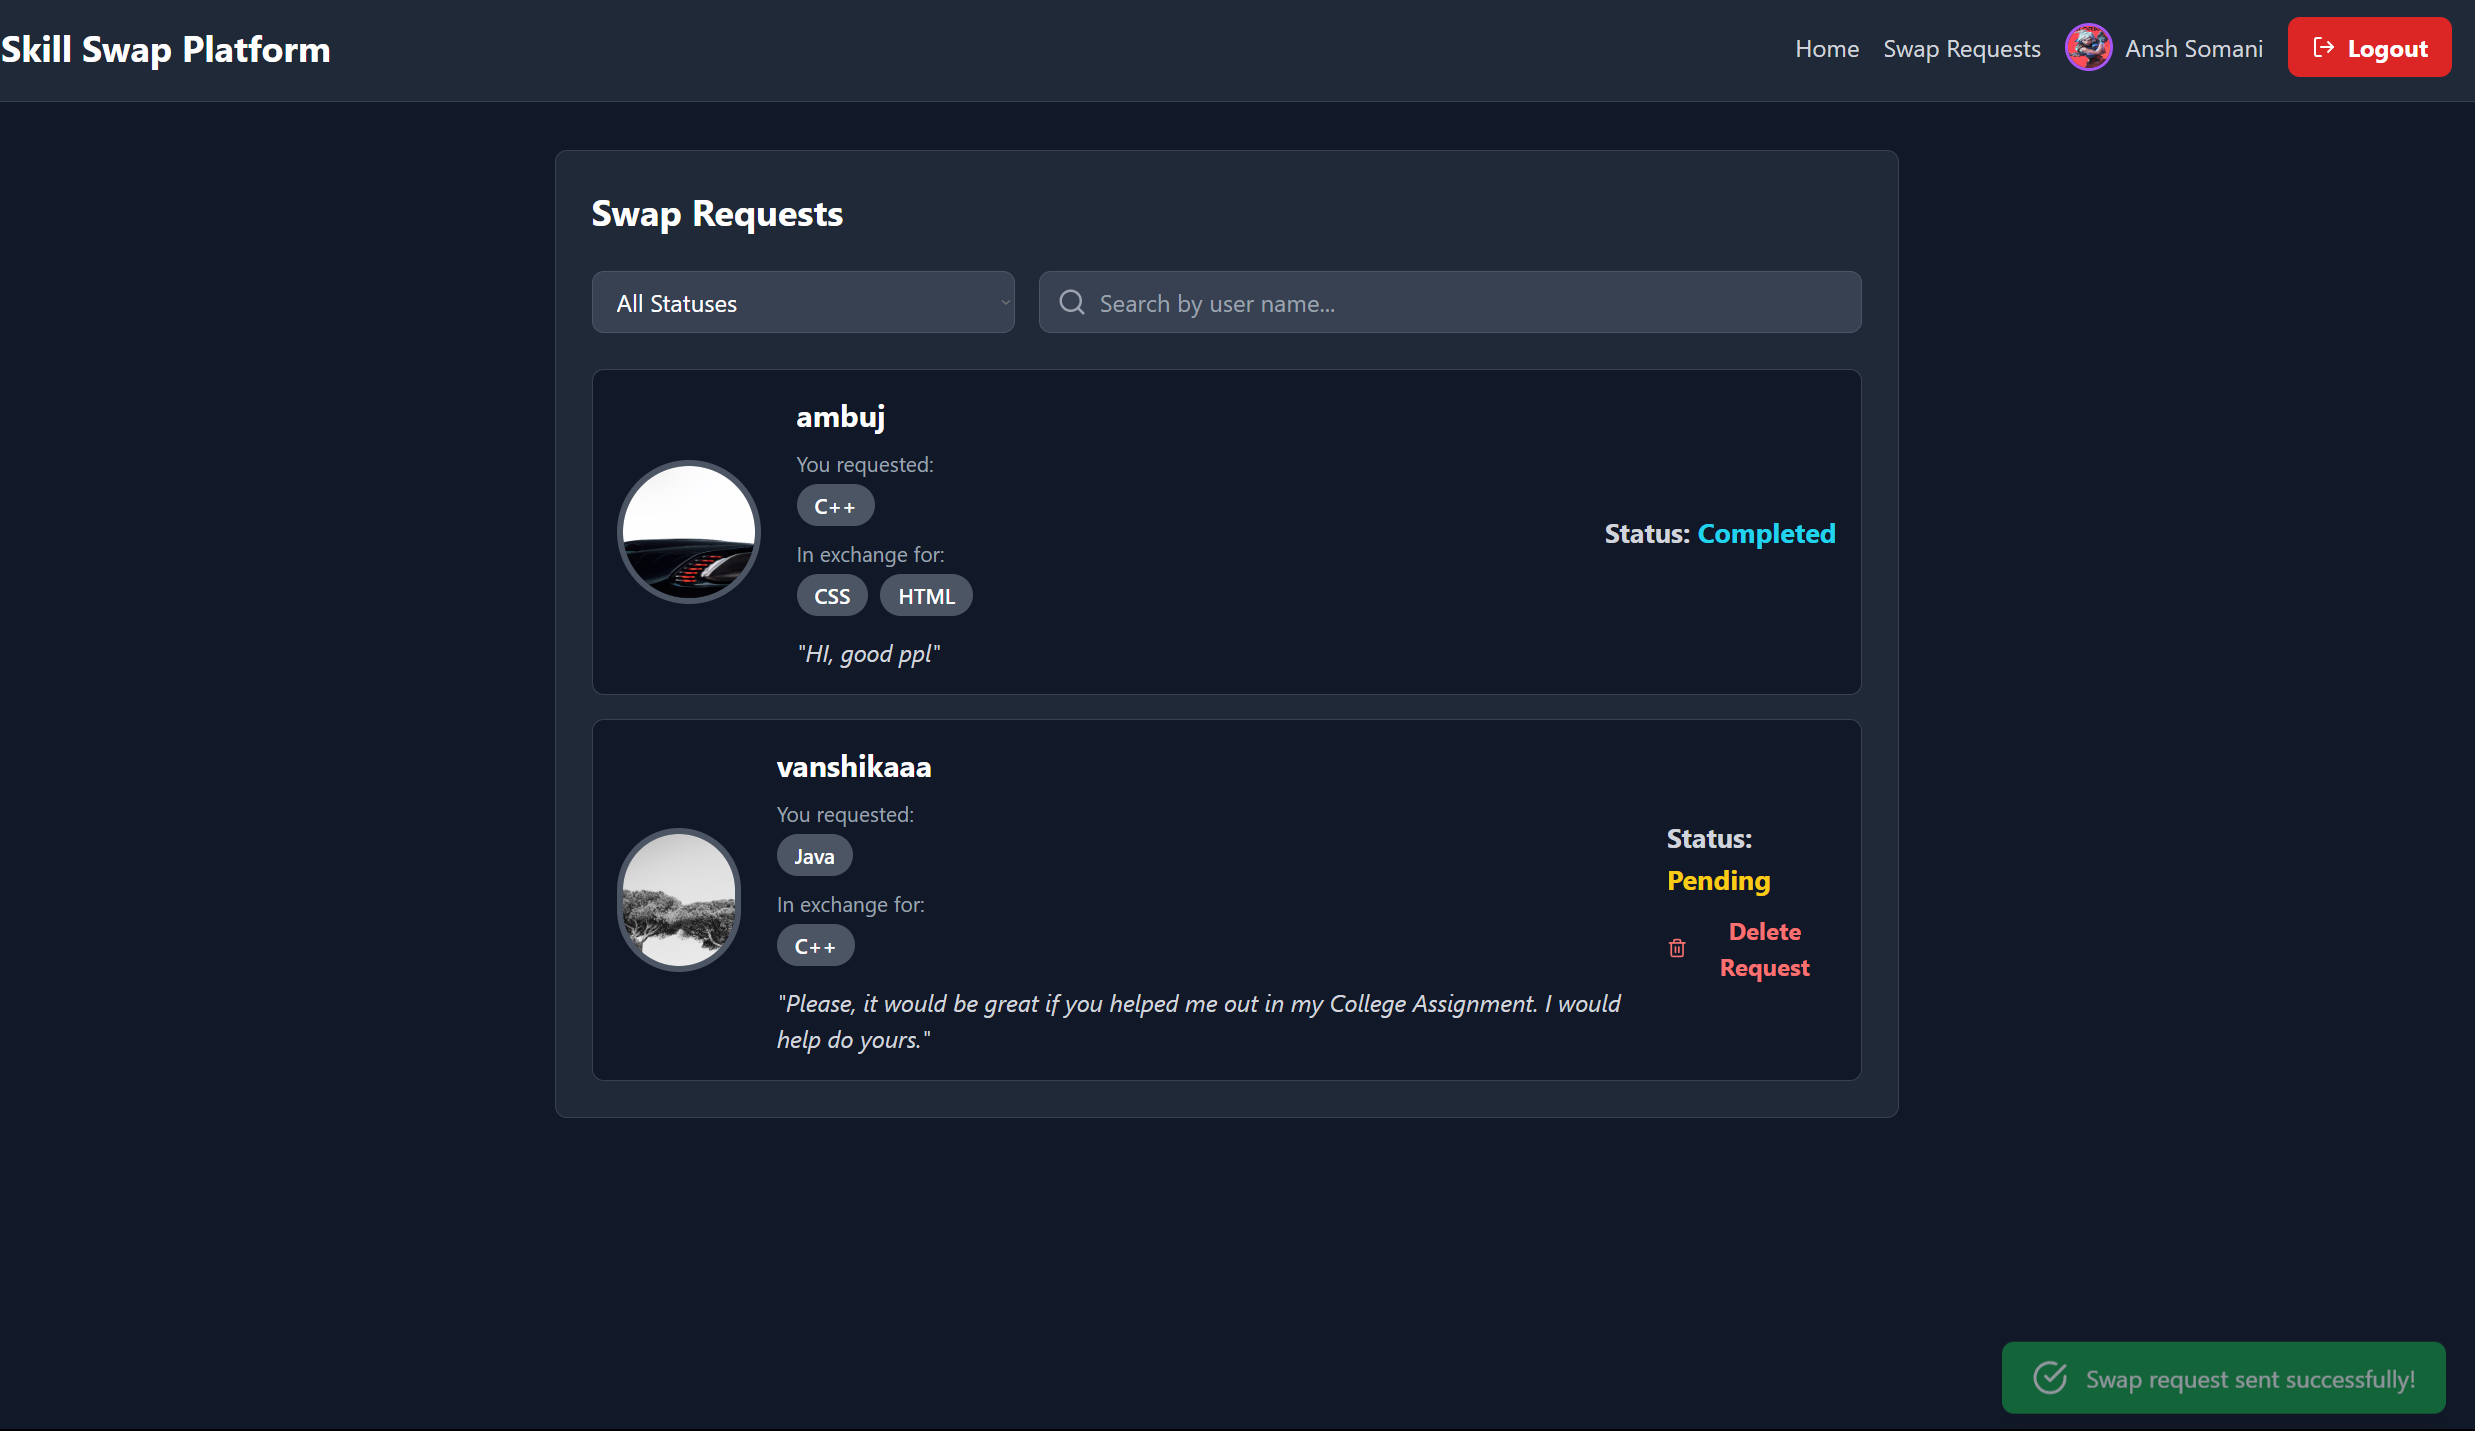 Skill Swap Platform
Home Swap Requests Ansh Somani Logout
Swap Requests
All Statuses
Search by user name...
ambuj
You requested:
C++
In exchange for:
CSS HTML
"HI, good ppl"
Status: Completed
vanshikaaa
You requested:
Java
In exchange for:
C++
"Please, it would be great if you helped me out in my College Assignment. I would
help do yours."
Status:
Pending
Delete
Request
Swap request sent successfully!